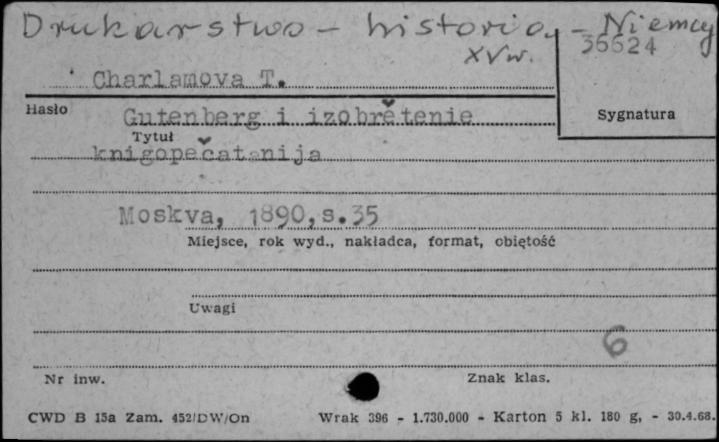 Drukarstwo - historia, - Niemcy
XV w.
35524
Charlamova T.
Hasło
Gutenberg i izobrětenie
Sygnatura
Tytuł
knigopečatanija
Moskva, 1890, s.35
Miejsce, rok wyd., nakładca, format, objętość
Uwagi
6
Nr inw.
Znak klas.
CWD B 15a Zam. 452/DW/On Wrak 396 - 1.730.000 - Karton 5 kl. 180 g, - 30.4.68.